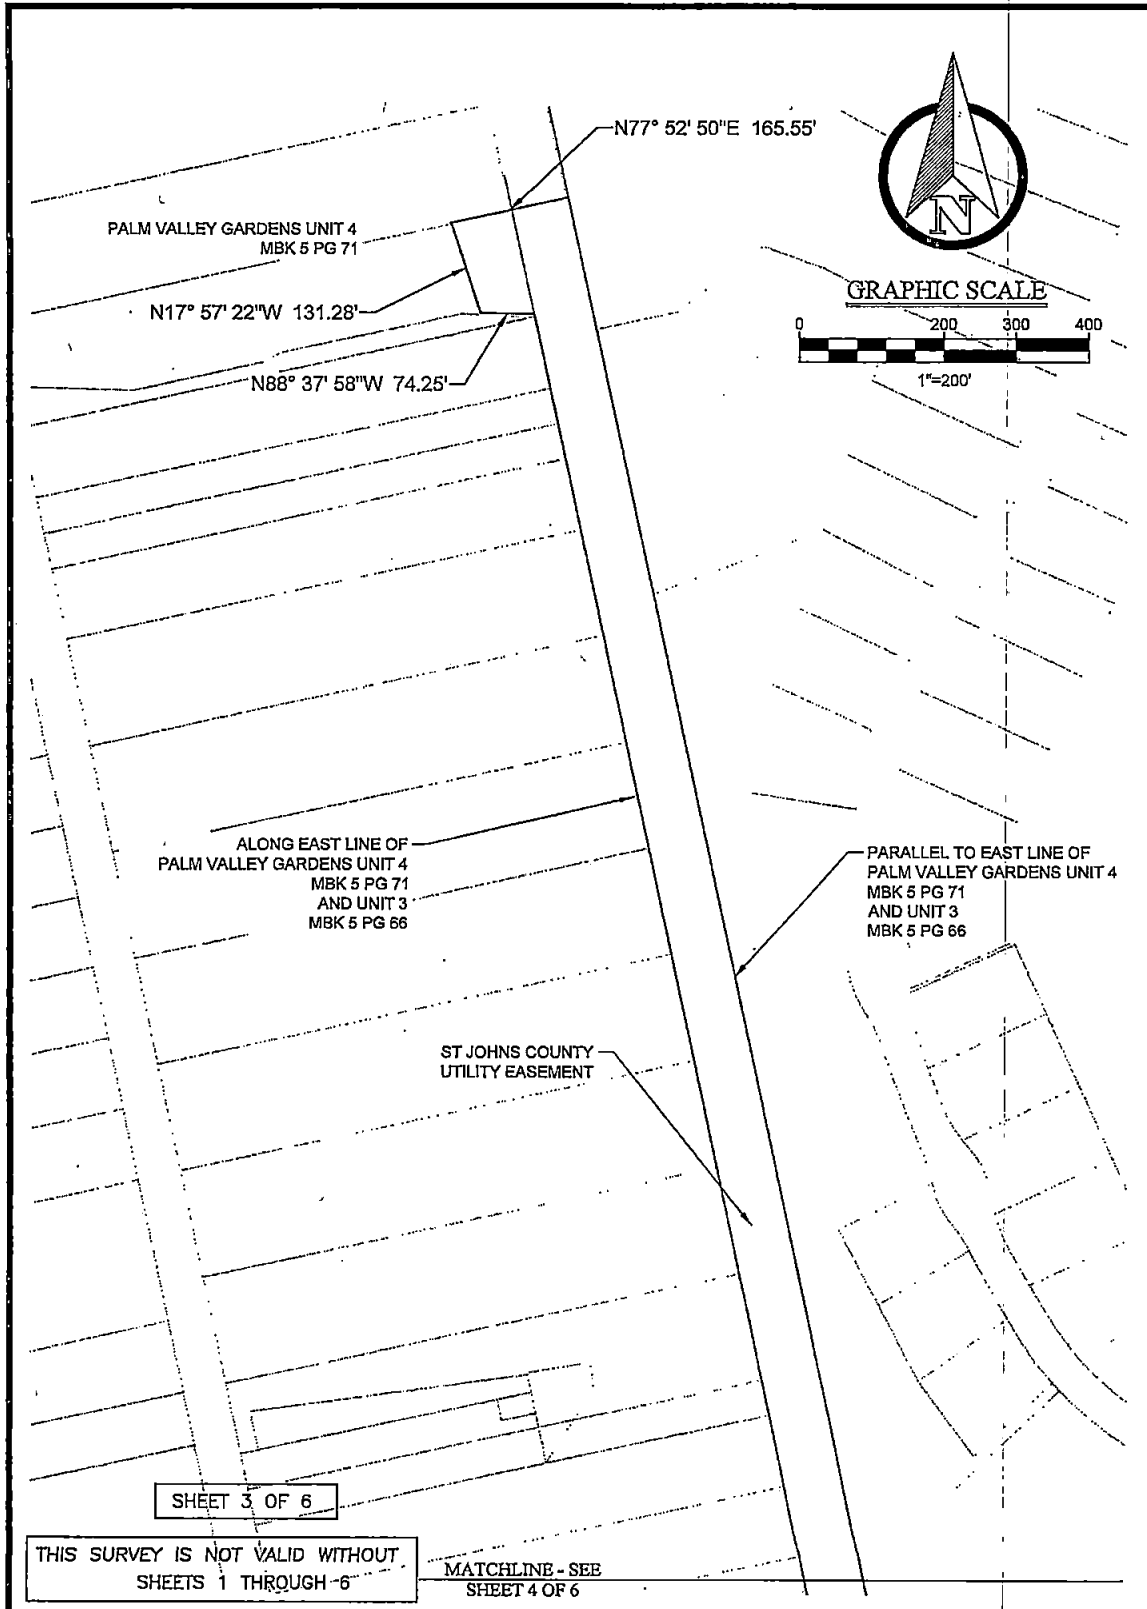 N77° 52' 50"E 165.55'
PALM VALLEY GARDENS UNIT 4
MBK 5 PG 71
N17° 57' 22"W 131.28'
N88° 37' 58"W 74.25'
N
GRAPHIC SCALE
0 200 300 400
1"=200'
ALONG EAST LINE OF
PALM VALLEY GARDENS UNIT 4
MBK 5 PG 71
AND UNIT 3
MBK 5 PG 66
PARALLEL TO EAST LINE OF
PALM VALLEY GARDENS UNIT 4
MBK 5 PG 71
AND UNIT 3
MBK 5 PG 66
ST JOHNS COUNTY
UTILITY EASEMENT
SHEET 3 OF 6
THIS SURVEY IS NOT VALID WITHOUT
SHEETS 1 THROUGH 6
MATCHLINE - SEE
SHEET 4 OF 6